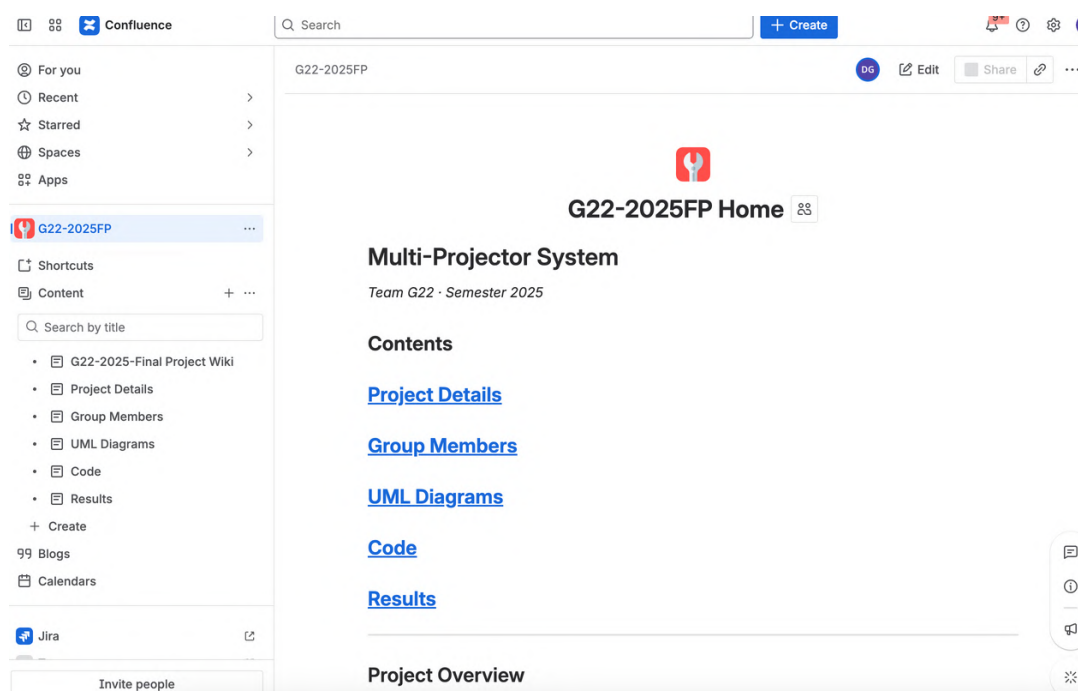 Confluence
Search
+ Create
9+
For you
Recent
Starred
Spaces
Apps
G22-2025FP
Shortcuts
Content
Search by title
G22-2025-Final Project Wiki
Project Details
Group Members
UML Diagrams
Code
Results
+ Create
Blogs
Calendars
Jira
Invite people
G22-2025FP
DG
Edit
Share
G22-2025FP Home
Multi-Projector System
Team G22 · Semester 2025
Contents
Project Details
Group Members
UML Diagrams
Code
Results
Project Overview